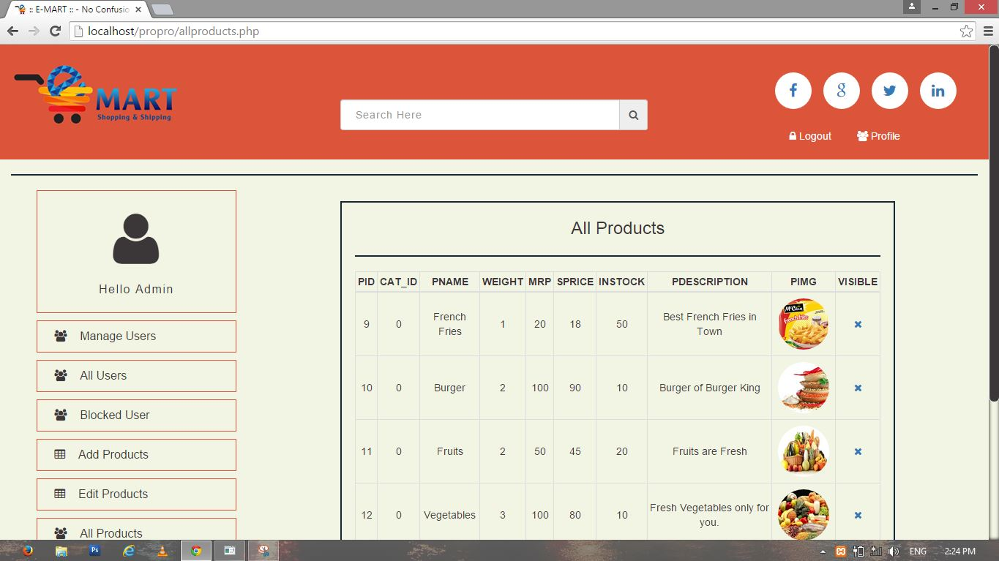 :: E-MART :: - No Confusio
localhost/propro/allproducts.php
MART
Shopping & Shipping
Search Here
Logout Profile
Hello Admin
Manage Users
All Users
Blocked User
Add Products
Edit Products
All Products
All Products
PID CAT_ID PNAME WEIGHT MRP SPRICE INSTOCK PDESCRIPTION PIMG VISIBLE
9 0 French Fries 1 20 18 50 Best French Fries in Town
McCain
french fries
10 0 Burger 2 100 90 10 Burger of Burger King
11 0 Fruits 2 50 45 20 Fruits are Fresh
12 0 Vegetables 3 100 80 10 Fresh Vegetables only for you.
Ps
ENG 2:24 PM